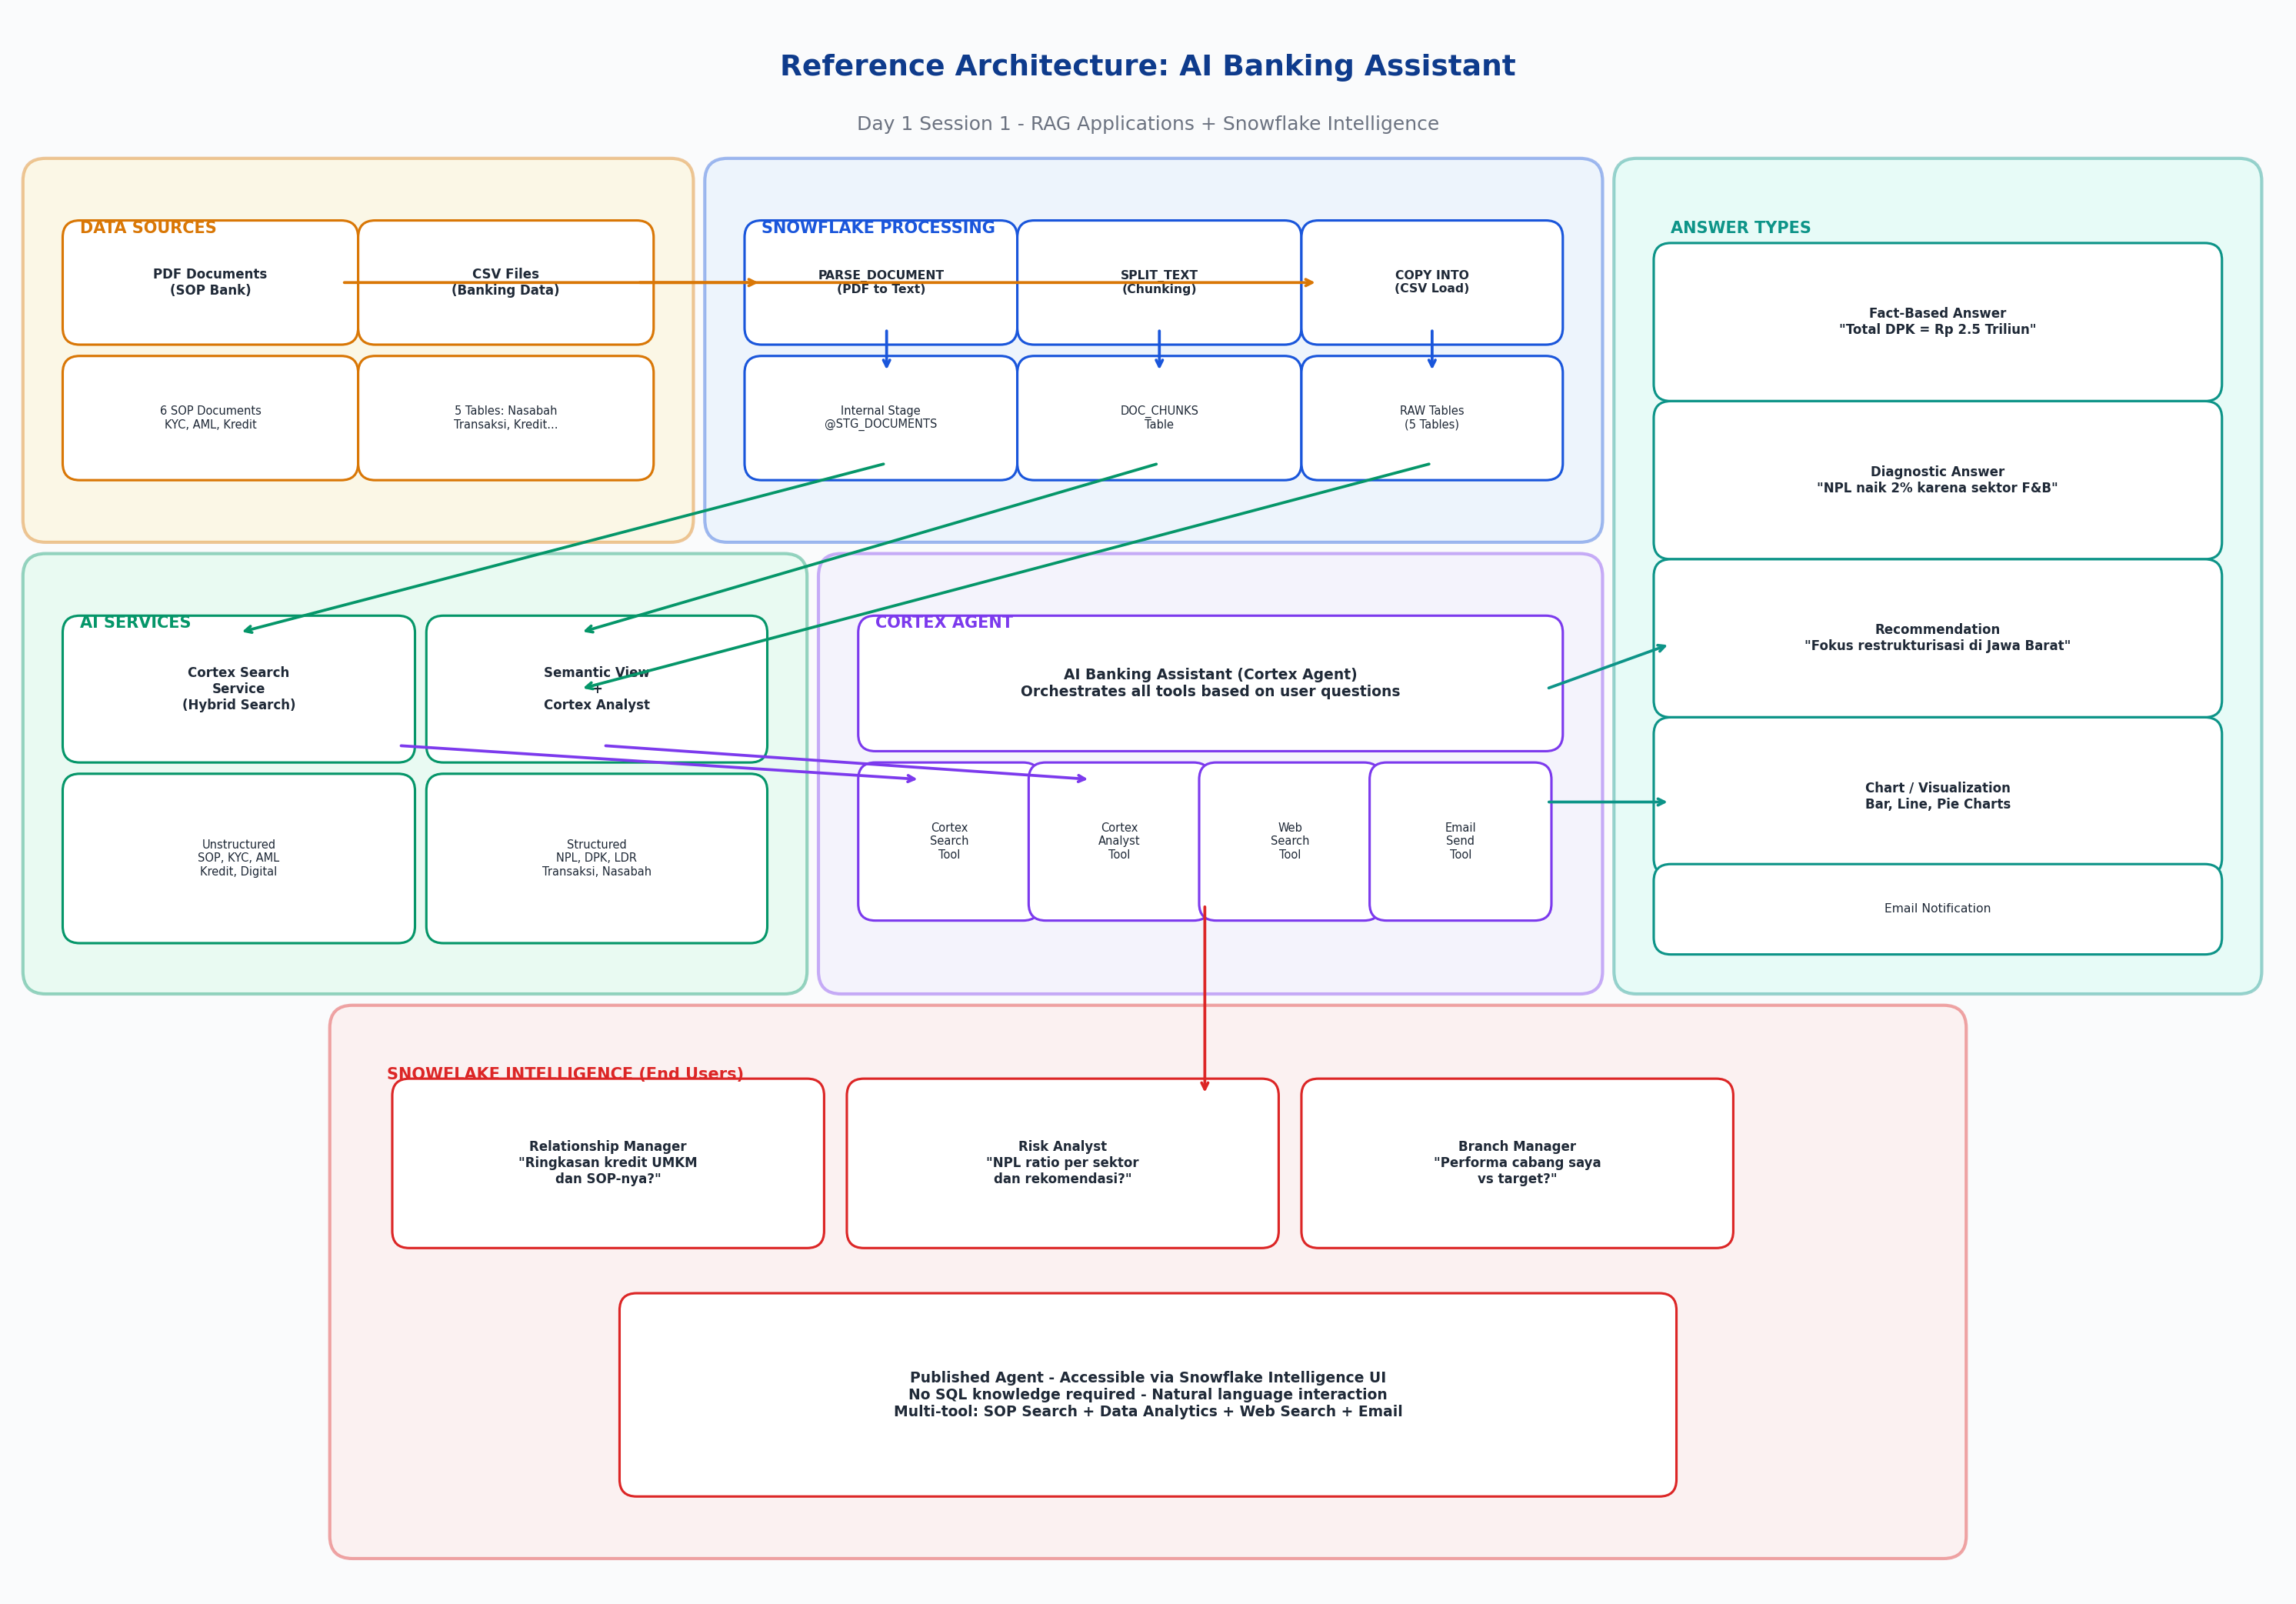 Reference Architecture: AI Banking Assistant
Day 1 Session 1 - RAG Applications + Snowflake Intelligence
DATA SOURCES
PDF Documents
(SOP Bank)
CSV Files
(Banking Data)
6 SOP Documents
KYC, AML, Kredit
5 Tables: Nasabah
Transaksi, Kredit...
SNOWFLAKE PROCESSING
PARSE_DOCUMENT
(PDF to Text)
SPLIT_TEXT
(Chunking)
COPY INTO
(CSV Load)
Internal Stage
@STG_DOCUMENTS
DOC_CHUNKS
Table
RAW Tables
(5 Tables)
ANSWER TYPES
Fact-Based Answer
"Total DPK = Rp 2.5 Triliun"
Diagnostic Answer
"NPL naik 2% karena sektor F&B"
Recommendation
"Fokus restrukturisasi di Jawa Barat"
Chart / Visualization
Bar, Line, Pie Charts
Email Notification
AI SERVICES
Cortex Search
Service
(Hybrid Search)
Semantic View
+
Cortex Analyst
Unstructured
SOP, KYC, AML
Kredit, Digital
Structured
NPL, DPK, LDR
Transaksi, Nasabah
CORTEX AGENT
AI Banking Assistant (Cortex Agent)
Orchestrates all tools based on user questions
Cortex
Search
Tool
Cortex
Analyst
Tool
Web
Search
Tool
Email
Send
Tool
SNOWFLAKE INTELLIGENCE (End Users)
Relationship Manager
"Ringkasan kredit UMKM
dan SOP-nya?"
Risk Analyst
"NPL ratio per sektor
dan rekomendasi?"
Branch Manager
"Performa cabang saya
vs target?"
Published Agent - Accessible via Snowflake Intelligence UI
No SQL knowledge required - Natural language interaction
Multi-tool: SOP Search + Data Analytics + Web Search + Email